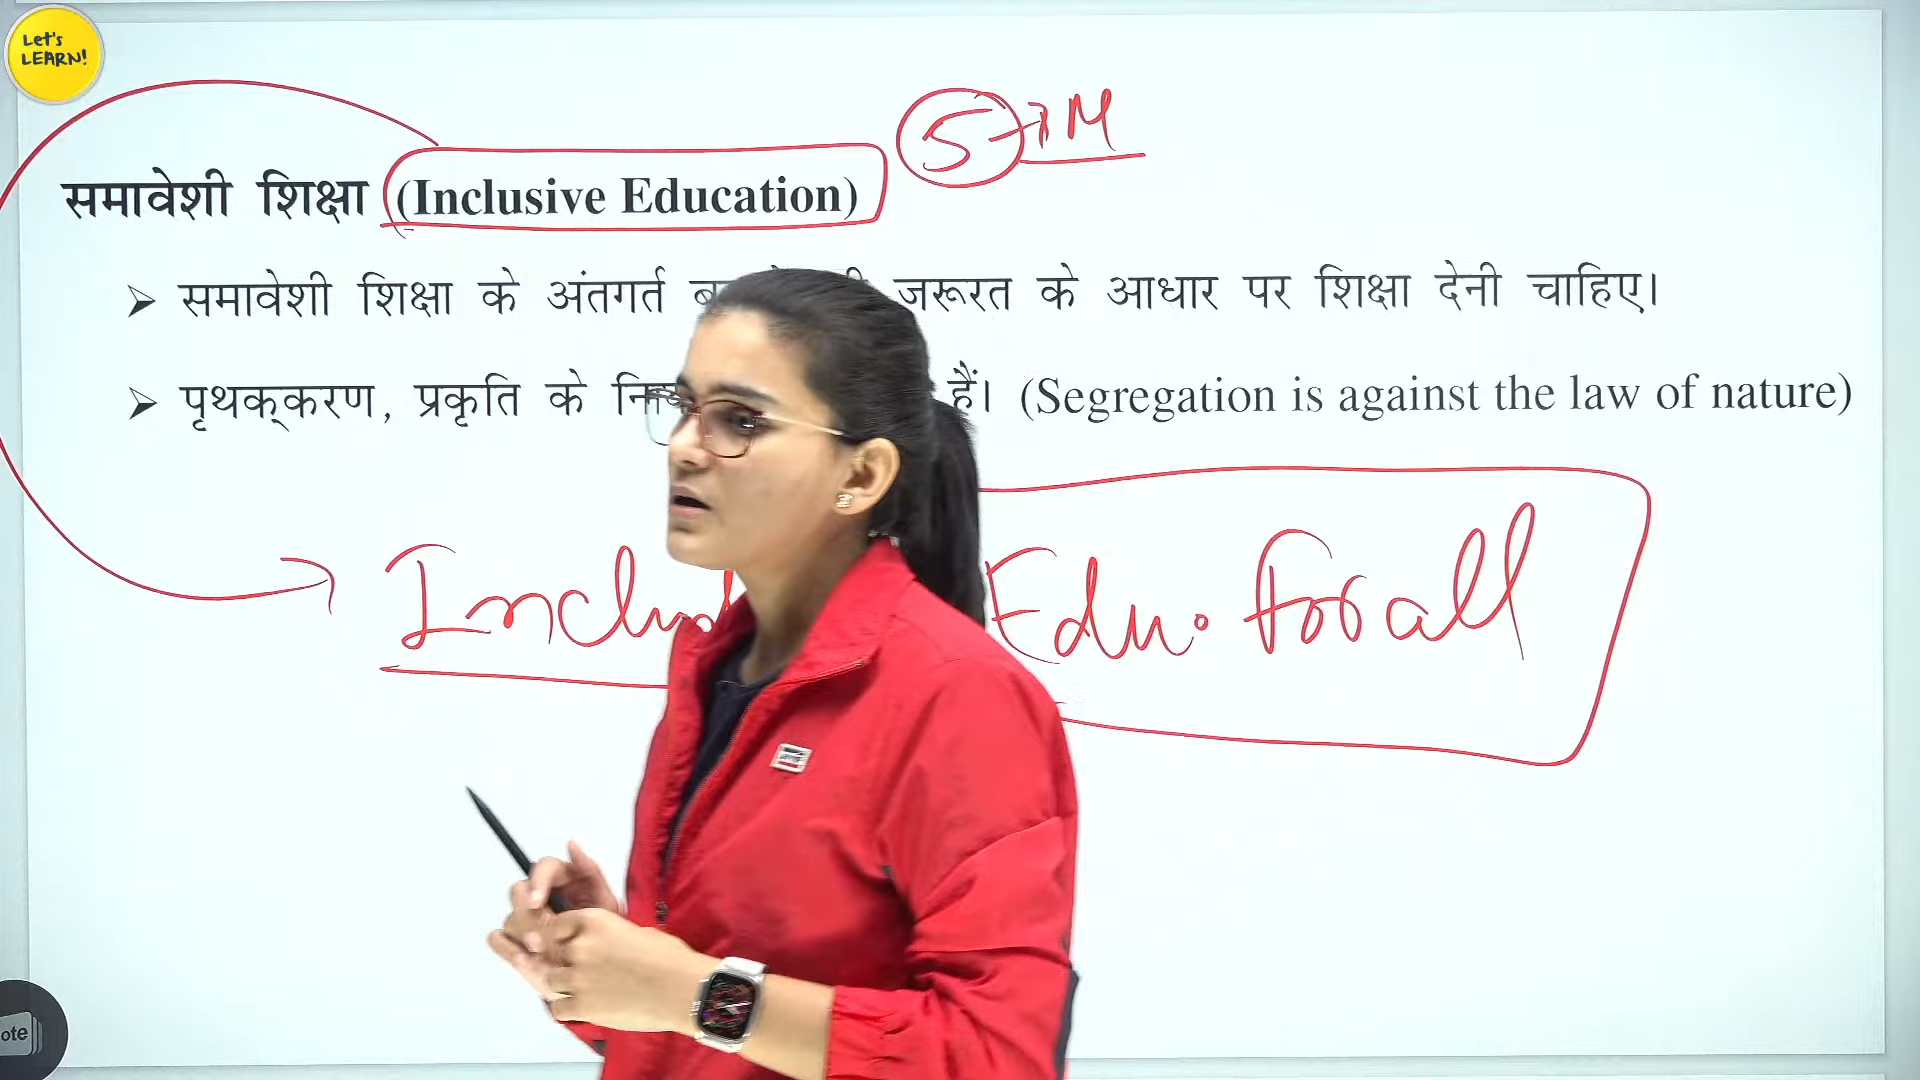 Let's
LEARN!
5 → M
समावेशी शिक्षा (Inclusive Education)
➢ समावेशी शिक्षा के अंतगर्त जरूरत के आधार पर शिक्षा देनी चाहिए।
➢ पृथक्‌करण, प्रकृति के हैं। (Segregation is against the law of nature)
Edu. for all
ote